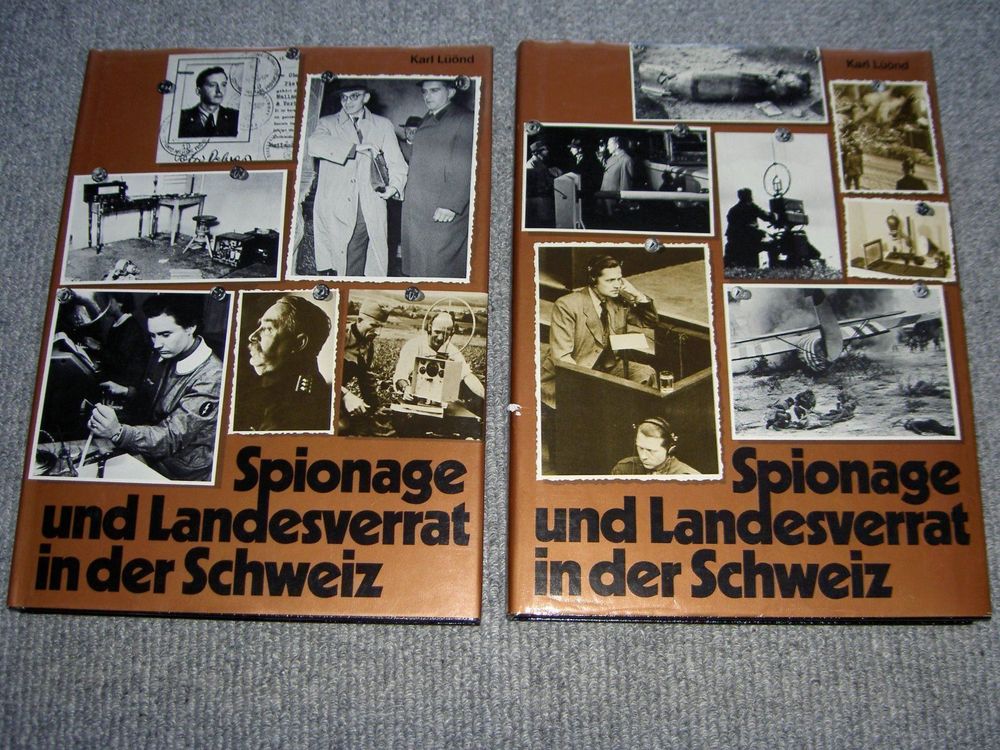 Karl Lüönd
Spionage
und Landesverrat
in der Schweiz
Karl Lüönd
Spionage
und Landesverrat
in der Schweiz